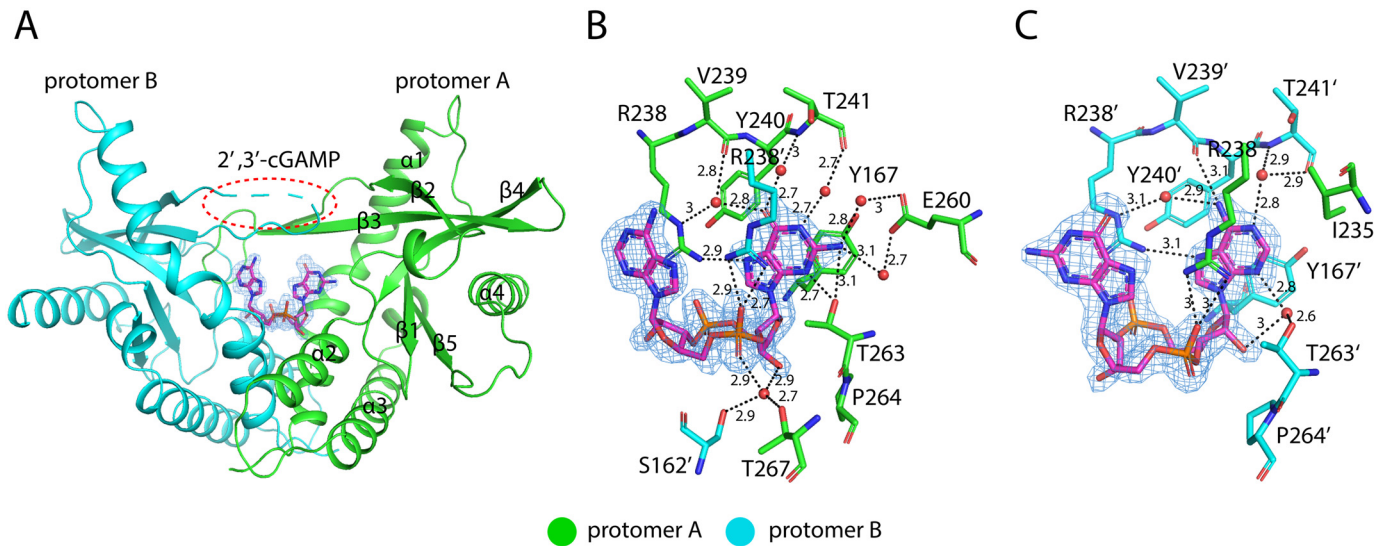 A
B
C
protomer B
protomer A
2′,3′-cGAMP
α1
β2
β4
β3
α4
β1
β5
α2
α3
V239
T241
R238
Y240
R238′
Y167
E260
T263
P264
S162′
T267
2.8
3
2.7
3
2.8
2.7
2.7
2.8
3
2.9
3.1
2.7
2.9
2.7
2.7
3.1
2.9
2.9
2.7
2.9
V239′
T241‘
R238′
R238
Y240′
I235
Y167′
T263‘
P264′
2.9
3.1
3.1
2.9
2.9
2.8
3.1
2.8
3
3
2.6
3
protomer A
protomer B